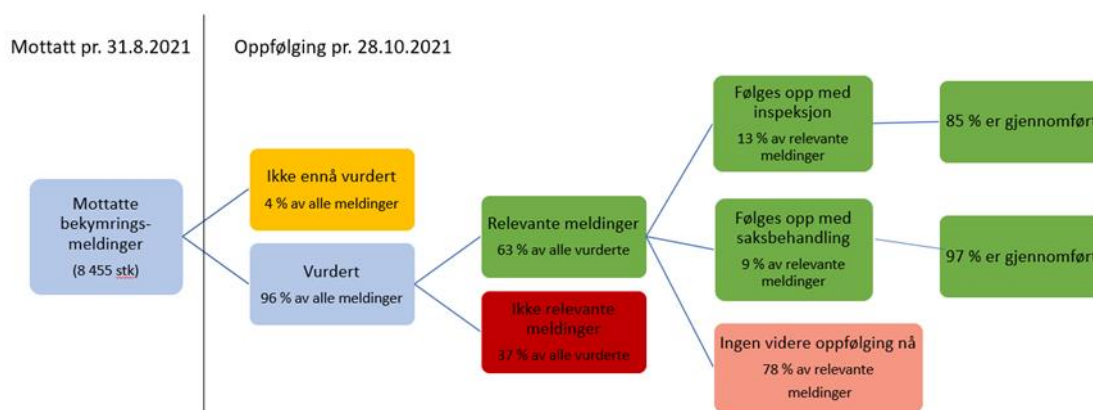 Mottatt pr. 31.8.2021
Oppfølging pr. 28.10.2021
Mottatte
bekymrings-
meldinger
(8 455 stk)
Ikke ennå vurdert
4 % av alle meldinger
Vurdert
96 % av alle meldinger
Relevante meldinger
63 % av alle vurderte
Ikke relevante
meldinger
37 % av alle vurderte
Følges opp med
inspeksjon
13 % av relevante
meldinger
85 % er gjennomført
Følges opp med
saksbehandling
9 % av relevante
meldinger
97 % er gjennomført
Ingen videre oppfølging nå
78 % av relevante
meldinger